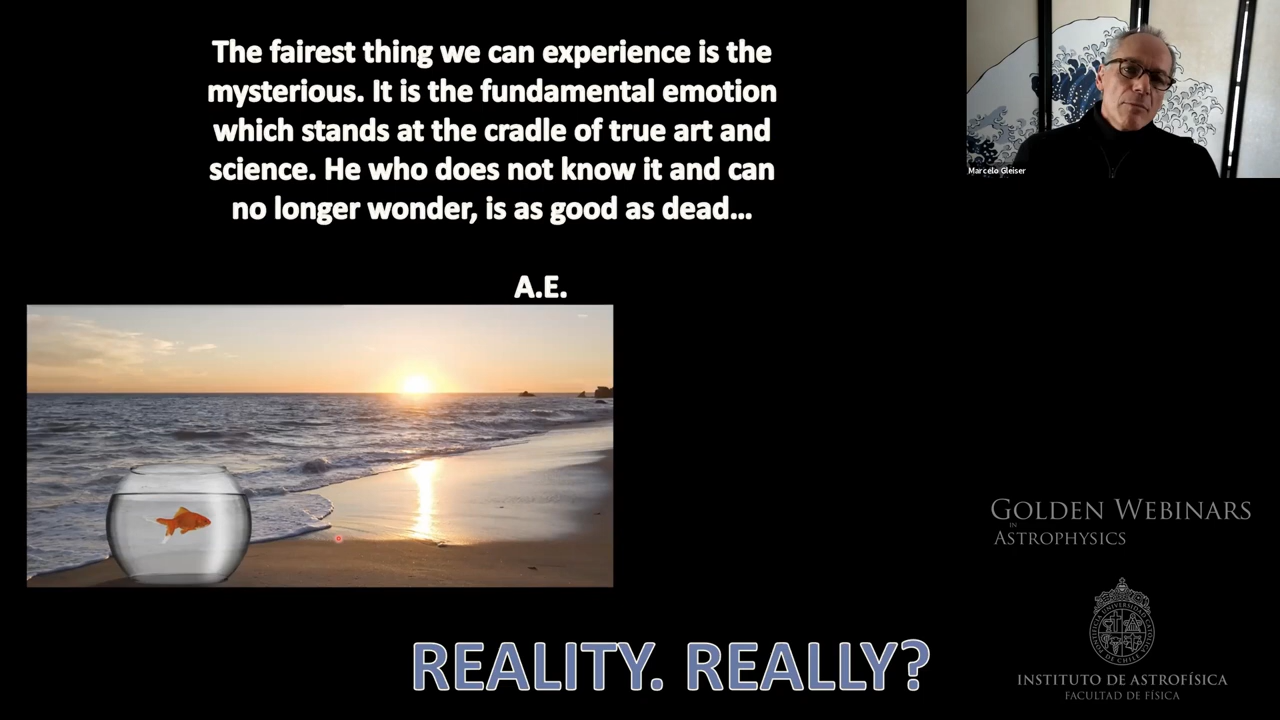 The fairest thing we can experience is the
mysterious. It is the fundamental emotion
which stands at the cradle of true art and
science. He who does not know it and can
no longer wonder, is as good as dead...
A.E.
Marcelo Gleiser
GOLDEN WEBINARS
IN
ASTROPHYSICS
REALITY. REALLY?
INSTITUTO DE ASTROFÍSICA
FACULTAD DE FÍSICA